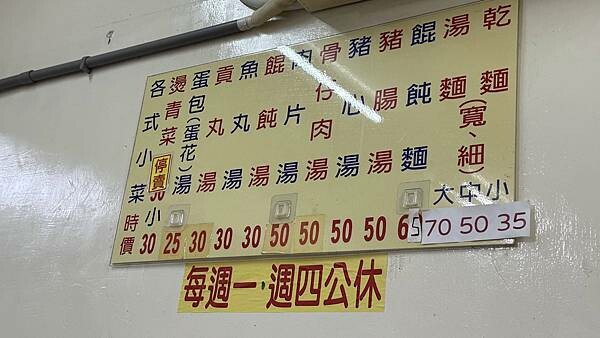 乾麵(寬、細)
湯麵
大中小
70 50 35
餛飩麵
豬腸湯 50
豬心湯 50
骨仔肉湯 50
肉片湯 50
餛飩湯 30
魚丸湯 30
貢丸湯 30
蛋包(蛋花)湯 25
燙青菜 停賣 小 30
各式小菜 時價
每週一·週四公休